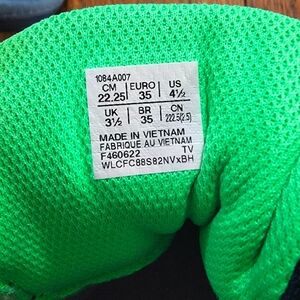 1084A007
CM EURO US
22.25 35 4½
UK BR CN
3½ 35 222.5(2.5)
MADE IN VIETNAM
FABRIQUE AU VIETNAM
F460622 TV
WLCFC88S82NVxBH